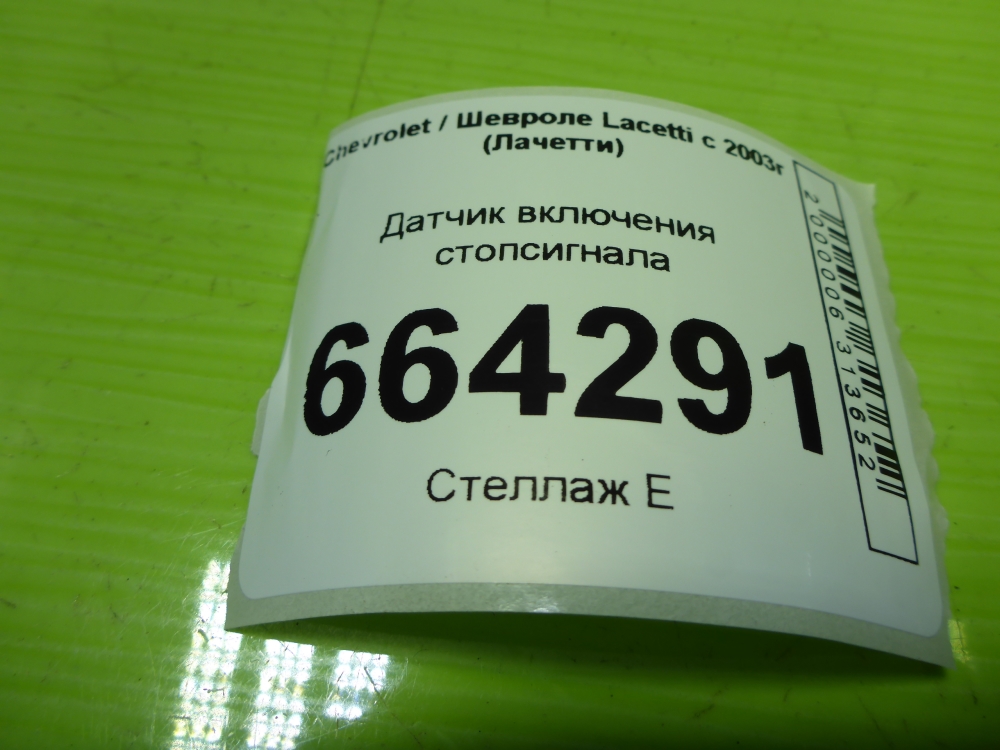 Chevrolet / Шевроле Lacetti с 2003г
(Лачетти)
Датчик включения
стопсигнала
664291
Стеллаж Е
2000006313652